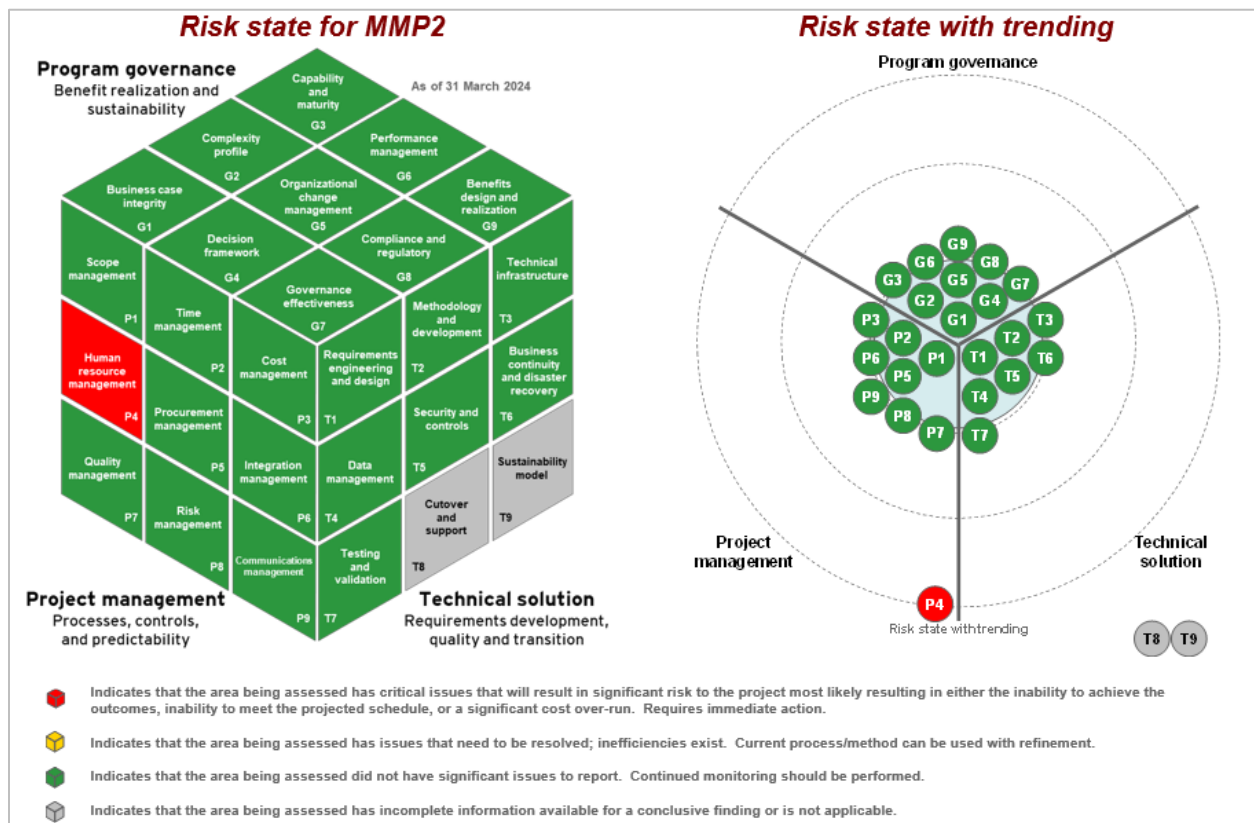 Risk state for MMP2
Risk state with trending
Program governance
Benefit realization and
sustainability
As of 31 March 2024
Capability
and
maturity
G3
Complexity
profile
G2
Performance
management
G6
Business case
integrity
G1
Organizational
change
management
G5
Benefits
design and
realization
G9
Decision
framework
G4
Compliance and
regulatory
G8
Governance
effectiveness
G7
Scope
management
P1
Time
management
P2
Cost
management
P3
Human
resource
management
P4
Procurement
management
P5
Integration
management
P6
Quality
management
P7
Risk
management
P8
Communications
management
P9
Requirements
engineering
and design
T1
Methodology
and
development
T2
Technical
infrastructure
T3
Data
management
T4
Security and
controls
T5
Business
continuity
and disaster
recovery
T6
Testing
and
validation
T7
Cutover
and
support
T8
Sustainability
model
T9
Project management
Processes, controls,
and predictability
Technical solution
Requirements development,
quality and transition
Program governance
G9
G6
G8
G3
G5
G7
G2
G4
G1
P3
T3
P2
T2
P6
P1
T1
T6
P5
T5
P9
T4
P8
P7
T7
Project
management
Technical
solution
P4
Risk state with trending
T8
T9
Indicates that the area being assessed has critical issues that will result in significant risk to the project most likely resulting in either the inability to achieve the
outcomes, inability to meet the projected schedule, or a significant cost over-run. Requires immediate action.
Indicates that the area being assessed has issues that need to be resolved; inefficiencies exist. Current process/method can be used with refinement.
Indicates that the area being assessed did not have significant issues to report. Continued monitoring should be performed.
Indicates that the area being assessed has incomplete information available for a conclusive finding or is not applicable.